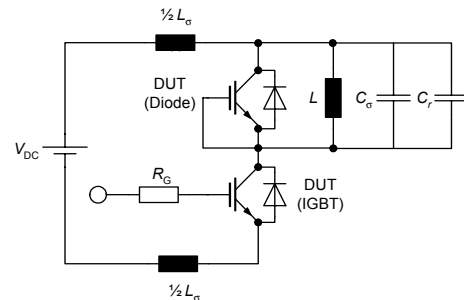 ½ Lσ
DUT
(Diode)
L
Cσ
Cr
VDC
RG
DUT
(IGBT)
½ Lσ